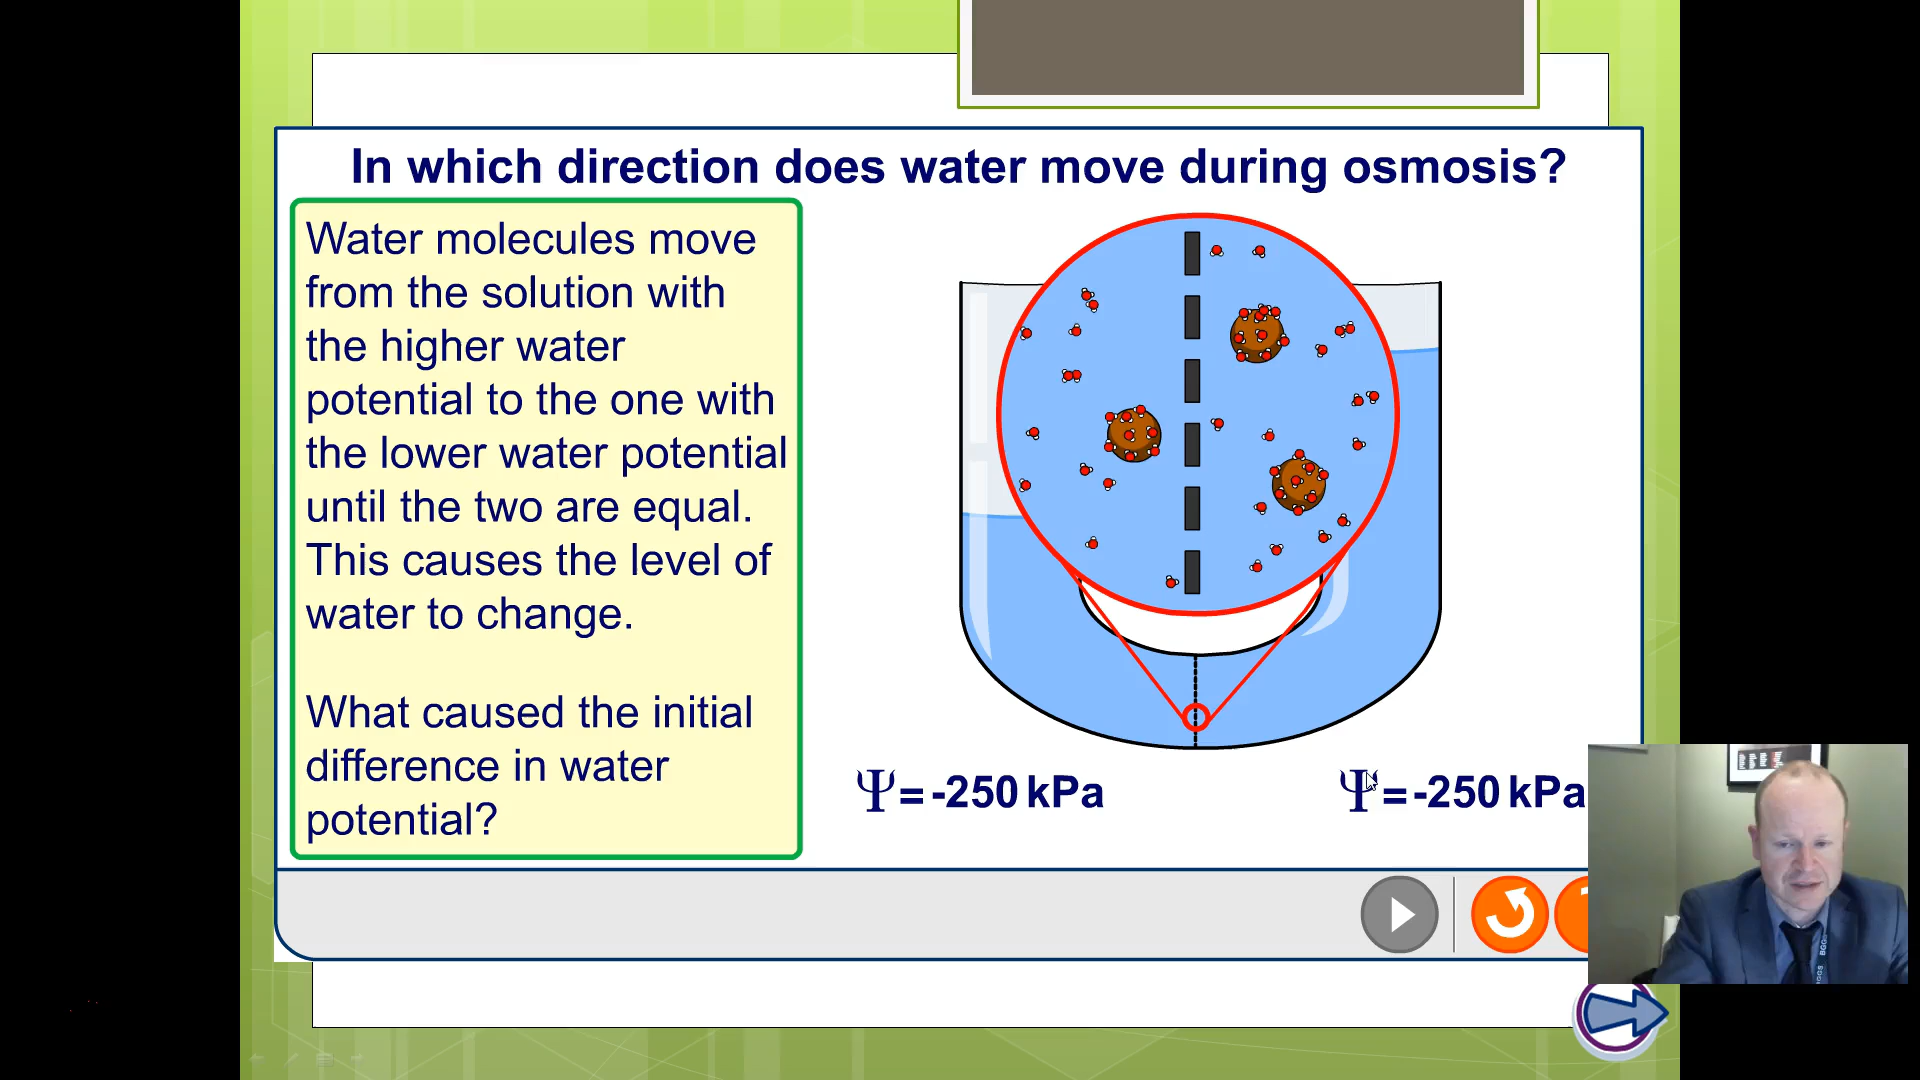 In which direction does water move during osmosis?
Water molecules move
from the solution with
the higher water
potential to the one with
the lower water potential
until the two are equal.
This causes the level of
water to change.
What caused the initial
difference in water
potential?
Ψ = -250 kPa
Ψ = -250 kPa
BGGS